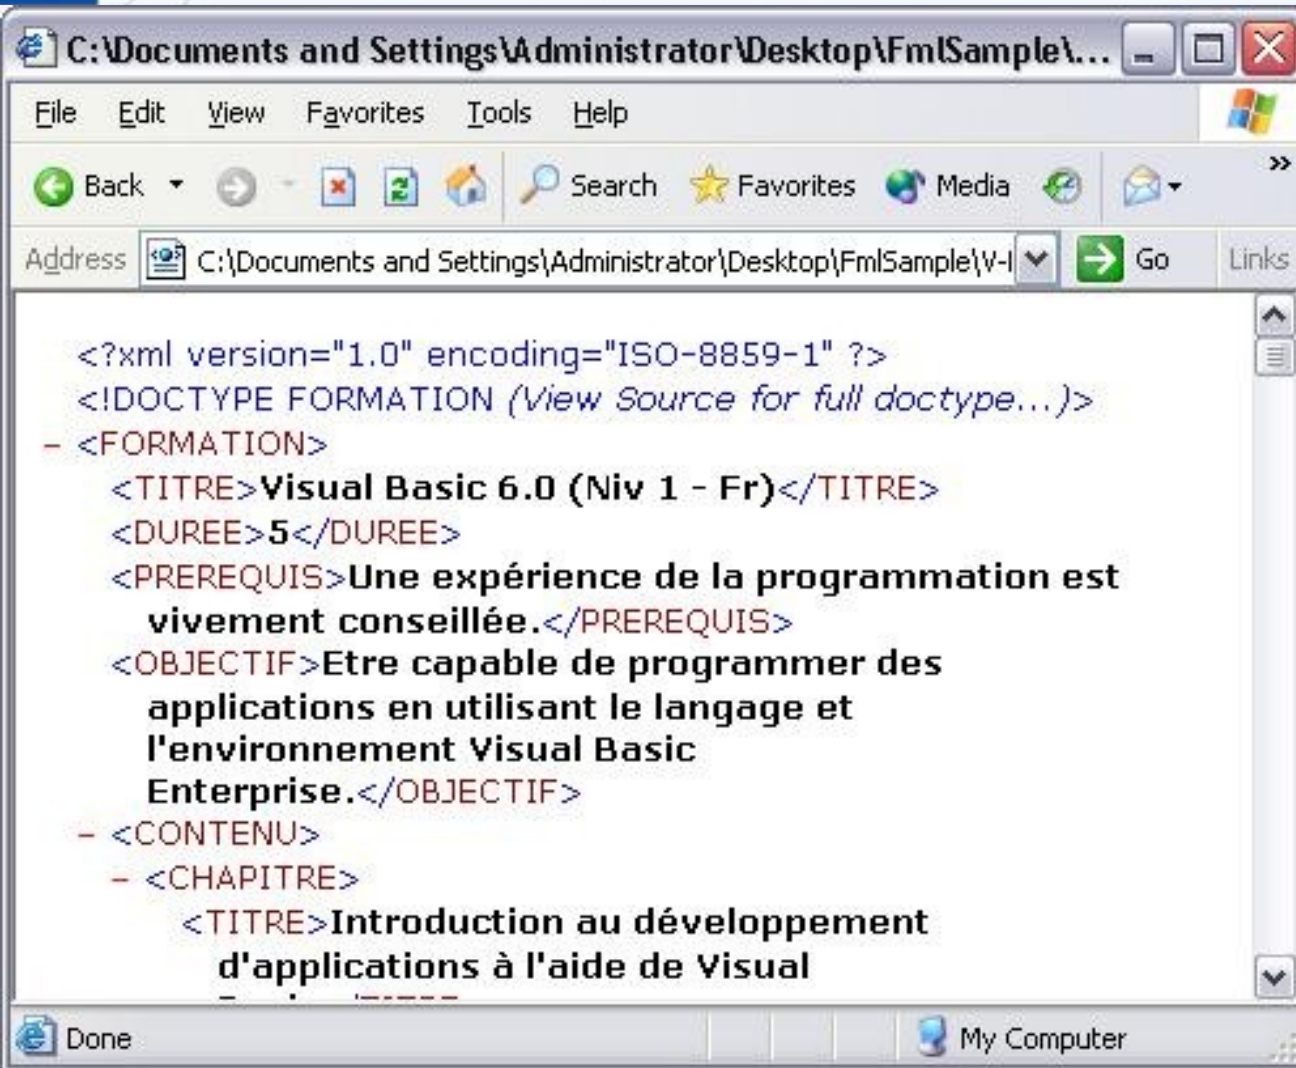 C:\Documents and Settings\Administrator\Desktop\FmlSample\...
File Edit View Favorites Tools Help
Back Search Favorites Media »
Address C:\Documents and Settings\Administrator\Desktop\FmlSample\V- Go Links
<?xml version="1.0" encoding="ISO-8859-1" ?>
<!DOCTYPE FORMATION (View Source for full doctype...)>
– <FORMATION>
<TITRE>Visual Basic 6.0 (Niv 1 - Fr)</TITRE>
<DUREE>5</DUREE>
<PREREQUIS>Une expérience de la programmation est
vivement conseillée.</PREREQUIS>
<OBJECTIF>Etre capable de programmer des
applications en utilisant le langage et
l'environnement Visual Basic
Enterprise.</OBJECTIF>
– <CONTENU>
– <CHAPITRE>
<TITRE>Introduction au développement
d'applications à l'aide de Visual
Done My Computer